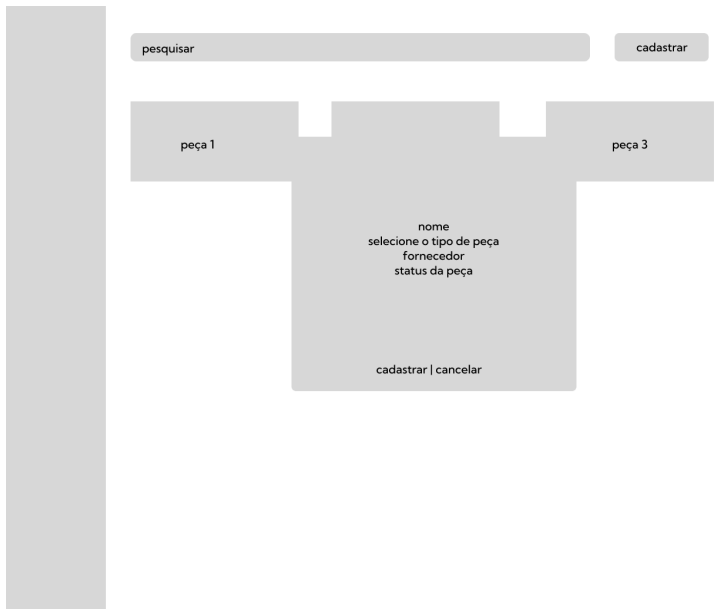 pesquisar
cadastrar
peça 1
peça 3
nome
selecione o tipo de peça
fornecedor
status da peça
cadastrar | cancelar